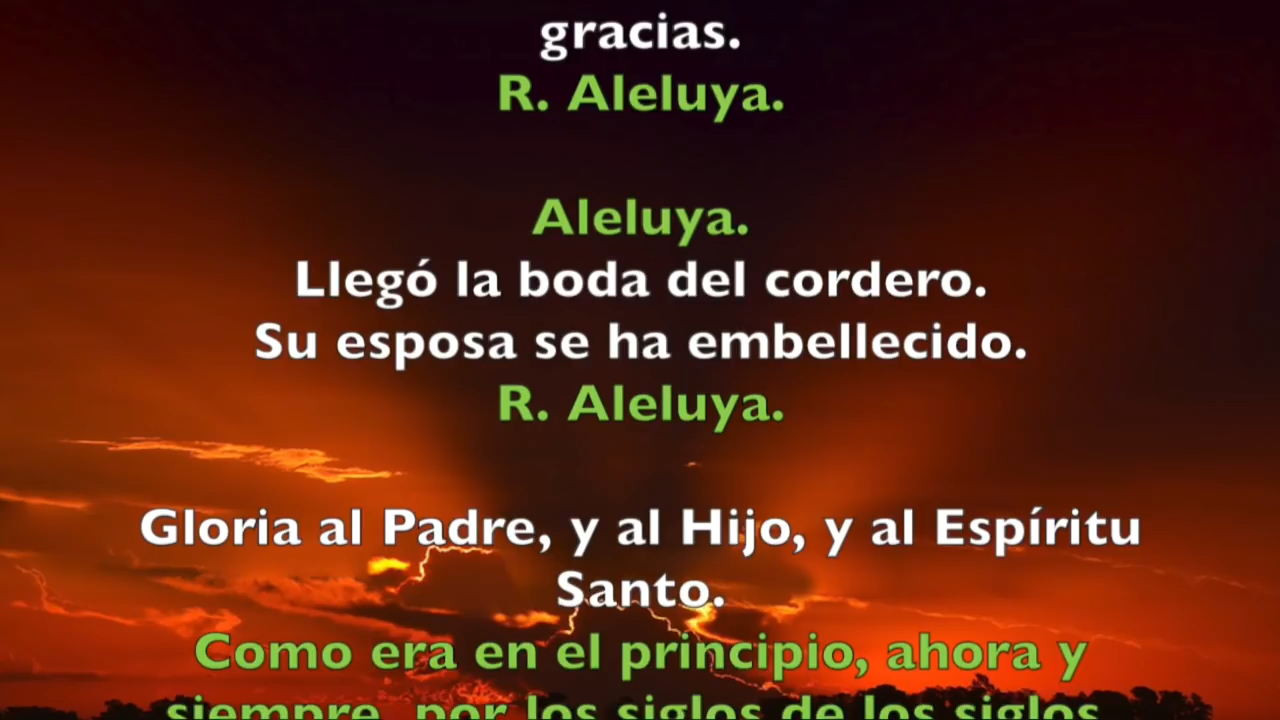 gracias.
R. Aleluya.
Aleluya.
Llegó la boda del cordero.
Su esposa se ha embellecido.
R. Aleluya.
Gloria al Padre, y al Hijo, y al Espíritu
Santo.
Como era en el principio, ahora y
siempre, por los siglos de los siglos